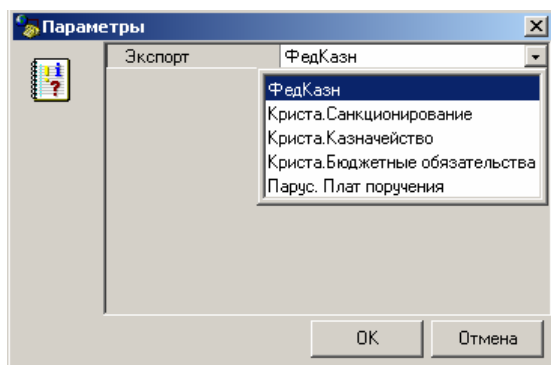 Параметры
Экспорт ФедКазн
ФедКазн
Криста.Санкционирование
Криста.Казначейство
Криста.Бюджетные обязательства
Парус. Плат поручения
OK Отмена